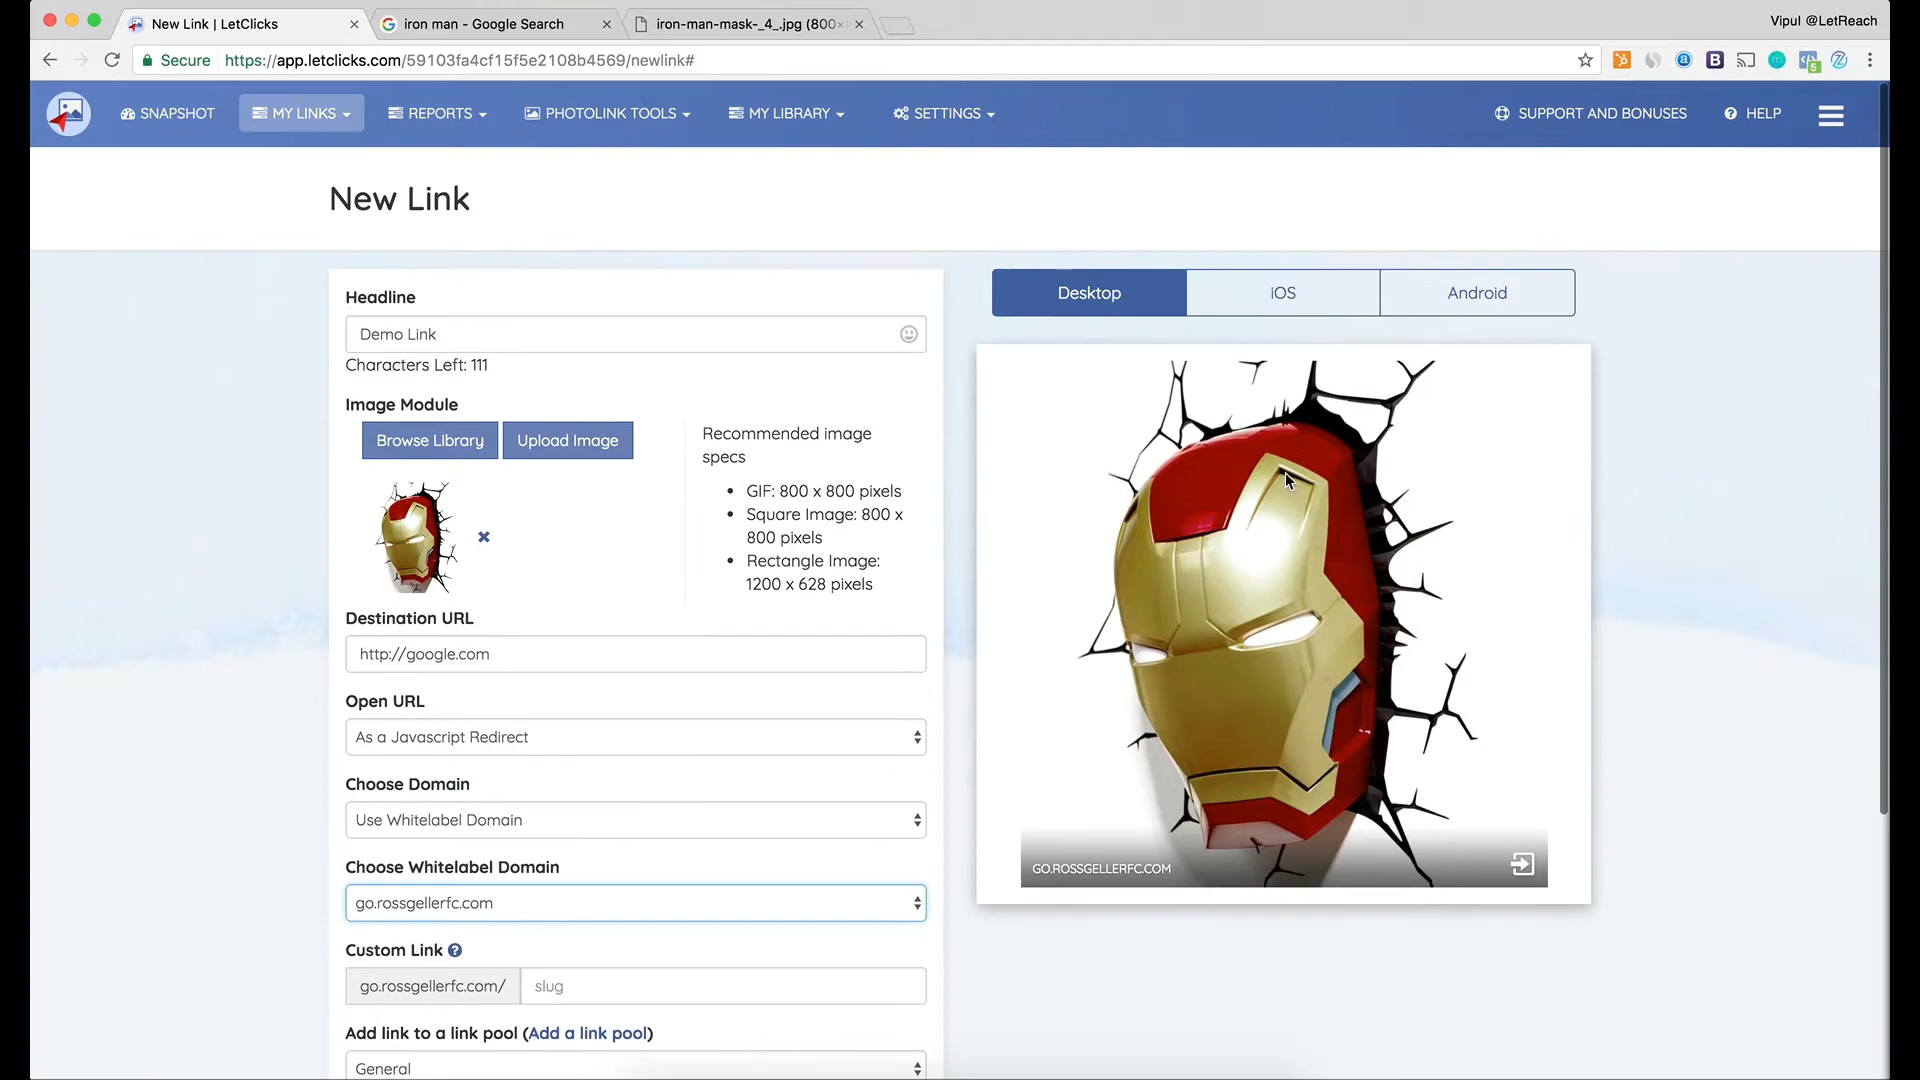 New Link | LetClicks
iron man - Google Search
iron-man-mask-_4_.jpg (800×
Vipul @LetReach
Secure
https://app.letclicks.com/59103fa4cf15f5e2108b4569/newlink#
5
SNAPSHOT
MY LINKS
REPORTS
PHOTOLINK TOOLS
MY LIBRARY
SETTINGS
SUPPORT AND BONUSES
HELP
New Link
Headline
Demo Link
Characters Left: 111
Image Module
Browse Library
Upload Image
Recommended image
specs
• GIF: 800 x 800 pixels
• Square Image: 800 x
800 pixels
• Rectangle Image:
1200 x 628 pixels
Destination URL
http://google.com
Open URL
As a Javascript Redirect
Choose Domain
Use Whitelabel Domain
Choose Whitelabel Domain
go.rossgellerfc.com
Custom Link
go.rossgellerfc.com/
slug
Add link to a link pool (Add a link pool)
General
Desktop
iOS
Android
GO.ROSSGELLERFC.COM